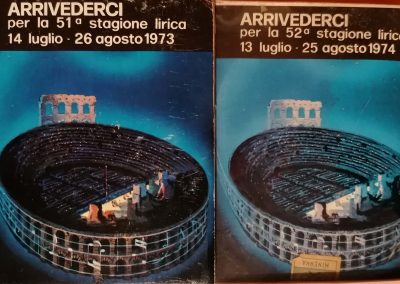 ARRIVEDERCI
per la 51ª stagione lirica
14 luglio · 26 agosto 1973
ARRIVEDERCI
per la 52ª stagione lirica
13 luglio · 25 agosto 1974